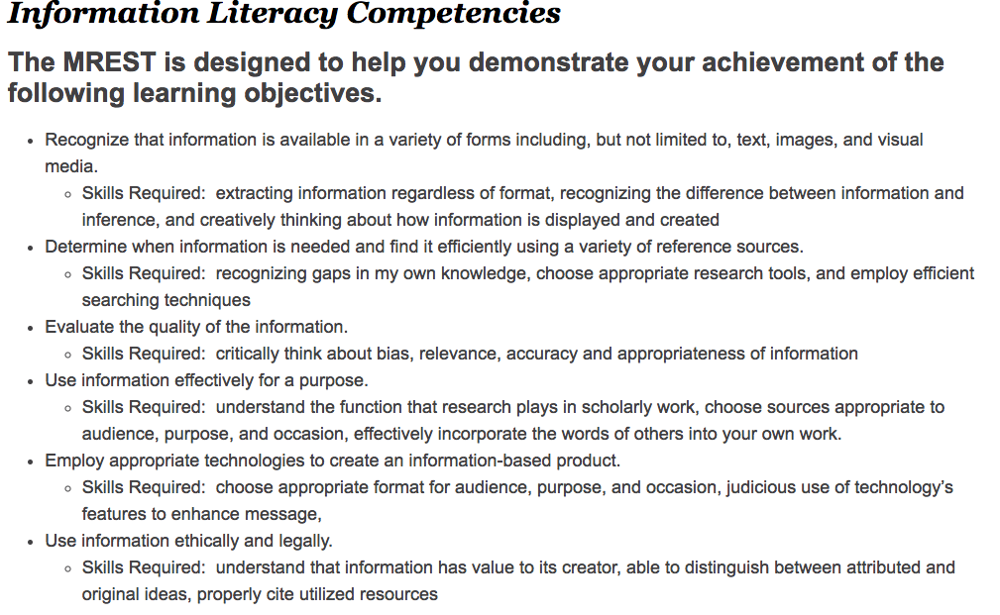 Information Literacy Competencies
The MREST is designed to help you demonstrate your achievement of the
following learning objectives.
• Recognize that information is available in a variety of forms including, but not limited to, text, images, and visual
media.
◦ Skills Required:  extracting information regardless of format, recognizing the difference between information and
inference, and creatively thinking about how information is displayed and created
• Determine when information is needed and find it efficiently using a variety of reference sources.
◦ Skills Required:  recognizing gaps in my own knowledge, choose appropriate research tools, and employ efficient
searching techniques
• Evaluate the quality of the information.
◦ Skills Required:  critically think about bias, relevance, accuracy and appropriateness of information
• Use information effectively for a purpose.
◦ Skills Required:  understand the function that research plays in scholarly work, choose sources appropriate to
audience, purpose, and occasion, effectively incorporate the words of others into your own work.
• Employ appropriate technologies to create an information-based product.
◦ Skills Required:  choose appropriate format for audience, purpose, and occasion, judicious use of technology’s
features to enhance message,
• Use information ethically and legally.
◦ Skills Required:  understand that information has value to its creator, able to distinguish between attributed and
original ideas, properly cite utilized resources